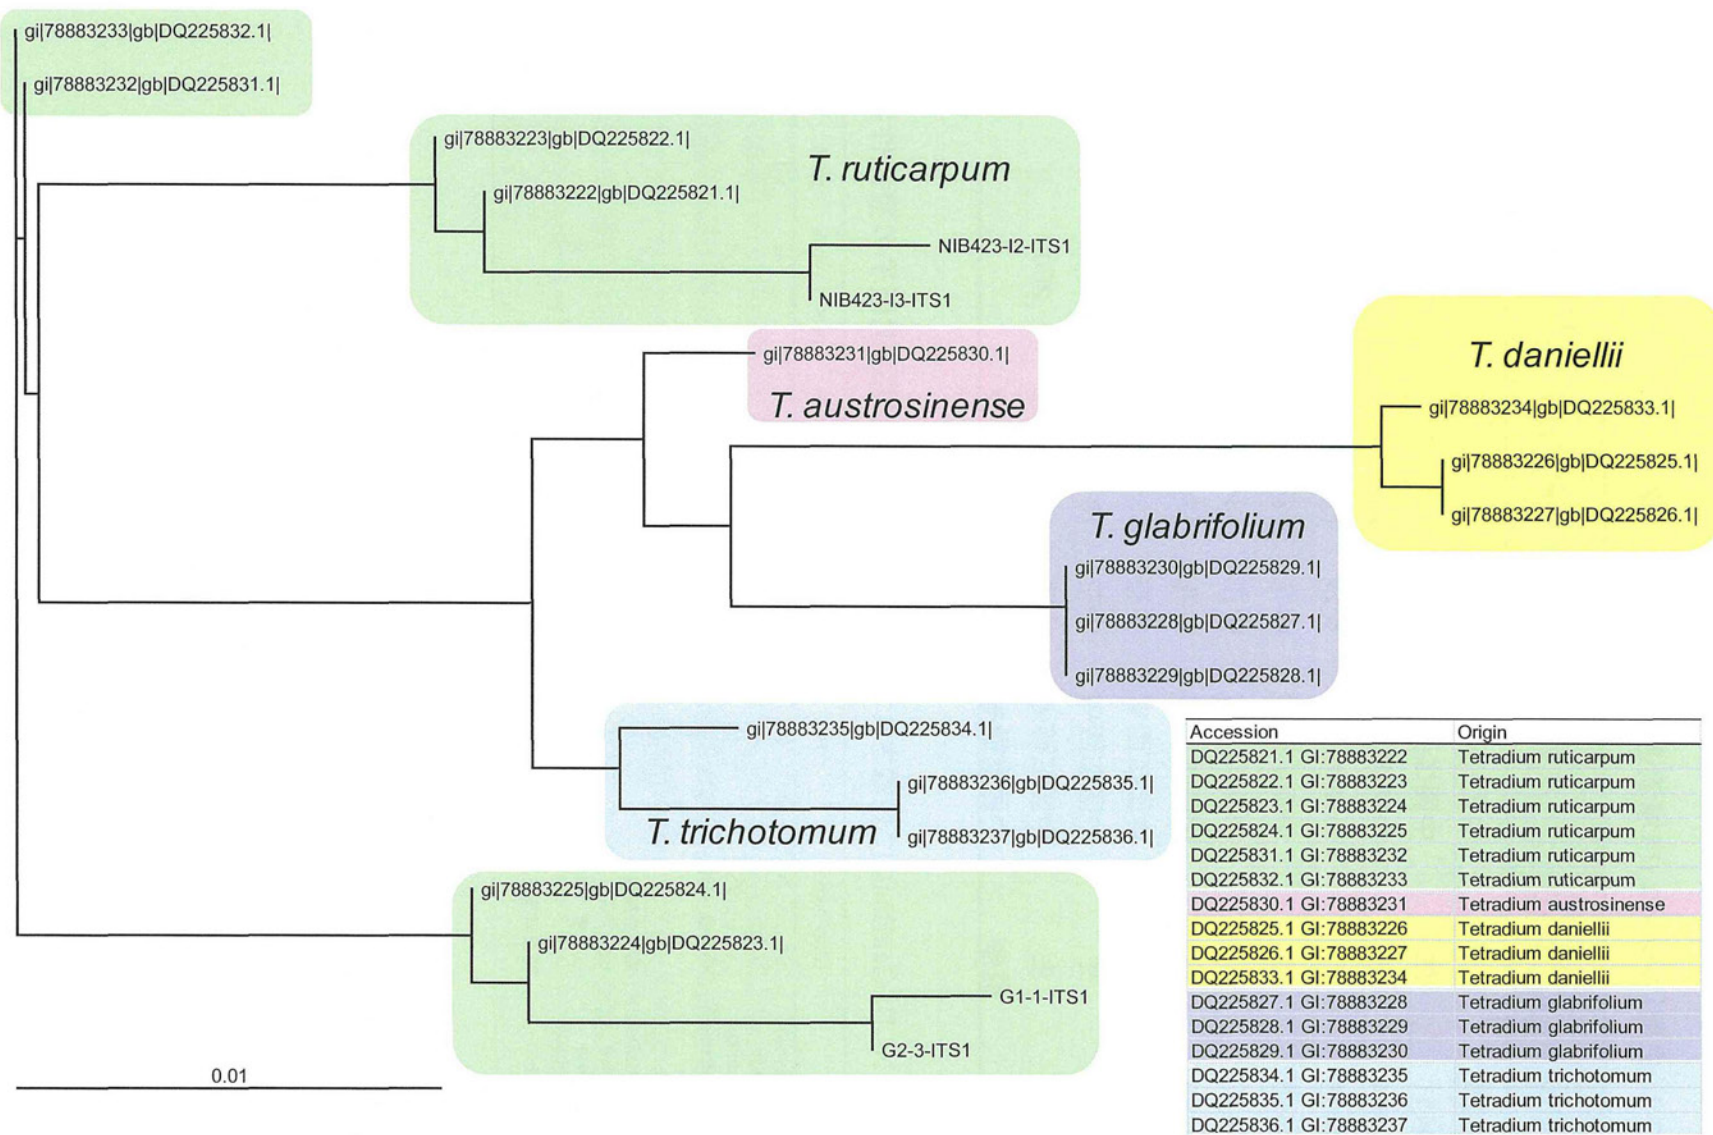 gi|78883233|gb|DQ225832.1|
gi|78883232|gb|DQ225831.1|
gi|78883223|gb|DQ225822.1|
T. ruticarpum
gi|78883222|gb|DQ225821.1|
NIB423-I2-ITS1
NIB423-I3-ITS1
gi|78883231|gb|DQ225830.1|
T. austrosinense
T. daniellii
gi|78883234|gb|DQ225833.1|
gi|78883226|gb|DQ225825.1|
gi|78883227|gb|DQ225826.1|
T. glabrifolium
gi|78883230|gb|DQ225829.1|
gi|78883228|gb|DQ225827.1|
gi|78883229|gb|DQ225828.1|
gi|78883235|gb|DQ225834.1|
gi|78883236|gb|DQ225835.1|
T. trichotomum
gi|78883237|gb|DQ225836.1|
gi|78883225|gb|DQ225824.1|
gi|78883224|gb|DQ225823.1|
G1-1-ITS1
G2-3-ITS1
0.01
Accession Origin
DQ225821.1 GI:78883222 Tetradium ruticarpum
DQ225822.1 GI:78883223 Tetradium ruticarpum
DQ225823.1 GI:78883224 Tetradium ruticarpum
DQ225824.1 GI:78883225 Tetradium ruticarpum
DQ225831.1 GI:78883232 Tetradium ruticarpum
DQ225832.1 GI:78883233 Tetradium ruticarpum
DQ225830.1 GI:78883231 Tetradium austrosinense
DQ225825.1 GI:78883226 Tetradium daniellii
DQ225826.1 GI:78883227 Tetradium daniellii
DQ225833.1 GI:78883234 Tetradium daniellii
DQ225827.1 GI:78883228 Tetradium glabrifolium
DQ225828.1 GI:78883229 Tetradium glabrifolium
DQ225829.1 GI:78883230 Tetradium glabrifolium
DQ225834.1 GI:78883235 Tetradium trichotomum
DQ225835.1 GI:78883236 Tetradium trichotomum
DQ225836.1 GI:78883237 Tetradium trichotomum